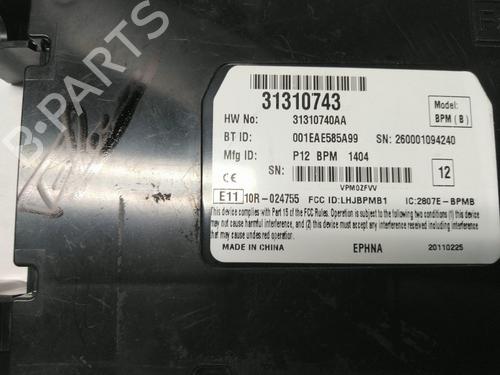 31310743
Model:
BPM ( B )
HW No: 31310740AA
BT ID: 001EAE585A99 SN: 260001094240
Mfg ID: P12 BPM 1404
SN:
12
VPM0ZFVV
E11 10R-024755 FCC ID:LHJBPMB1 IC:2807E-BPMB
This device complies with Part 15 of the FCC Rules. Operation is subject to the following two conditions (1) this device
may not cause harmful interference, and (2) this device must accept any interference received including interference
that may cause undesired operation.
MADE IN CHINA EPHNA 20110225
B-PARTS